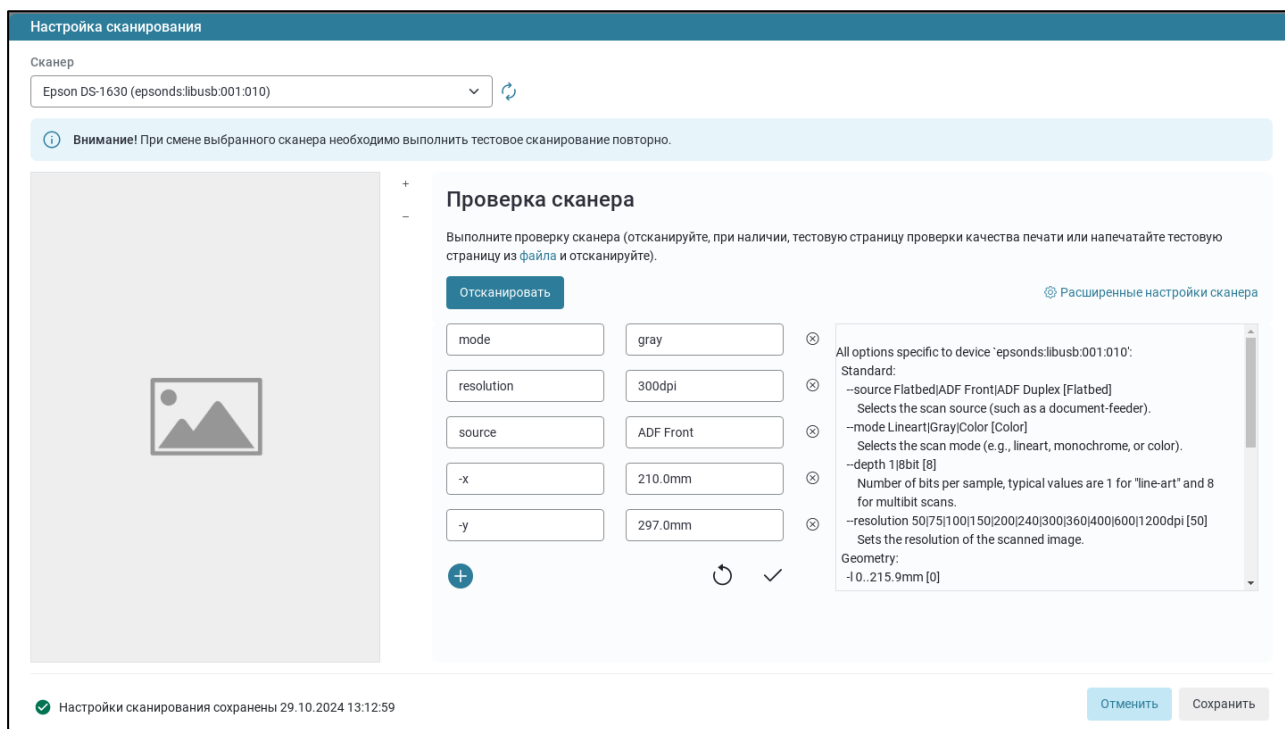 Настройка сканирования
Сканер
Epson DS-1630 (epsonds:libusb:001:010)
Внимание! При смене выбранного сканера необходимо выполнить тестовое сканирование повторно.
+
–
Проверка сканера
Выполните проверку сканера (отсканируйте, при наличии, тестовую страницу проверки качества печати или напечатайте тестовую
страницу из файла и отсканируйте).
Отсканировать
Расширенные настройки сканера
mode
gray
resolution
300dpi
source
ADF Front
-x
210.0mm
-y
297.0mm
All options specific to device `epsonds:libusb:001:010':
Standard:
--source Flatbed|ADF Front|ADF Duplex [Flatbed]
Selects the scan source (such as a document-feeder).
--mode Lineart|Gray|Color [Color]
Selects the scan mode (e.g., lineart, monochrome, or color).
--depth 1|8bit [8]
Number of bits per sample, typical values are 1 for "line-art" and 8
for multibit scans.
--resolution 50|75|100|150|200|240|300|360|400|600|1200dpi [50]
Sets the resolution of the scanned image.
Geometry:
-l 0..215.9mm [0]
Настройки сканирования сохранены 29.10.2024 13:12:59
Отменить
Сохранить